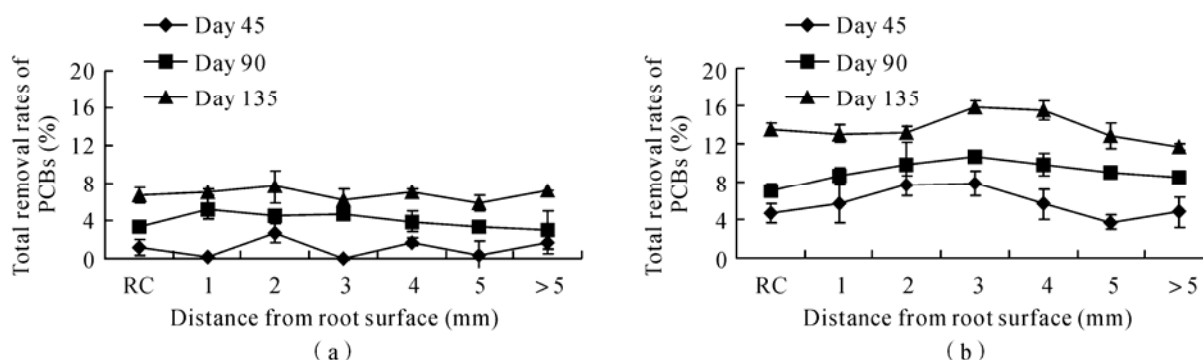 Day 45
Day 90
Day 135
Total removal rates of
PCBs (%)
20
16
12
8
4
0
RC 1 2 3 4 5 >5
Distance from root surface (mm)
(a)
Day 45
Day 90
Day 135
Total removal rates of
PCBs (%)
20
16
12
8
4
0
RC 1 2 3 4 5 >5
Distance from root surface (mm)
(b)